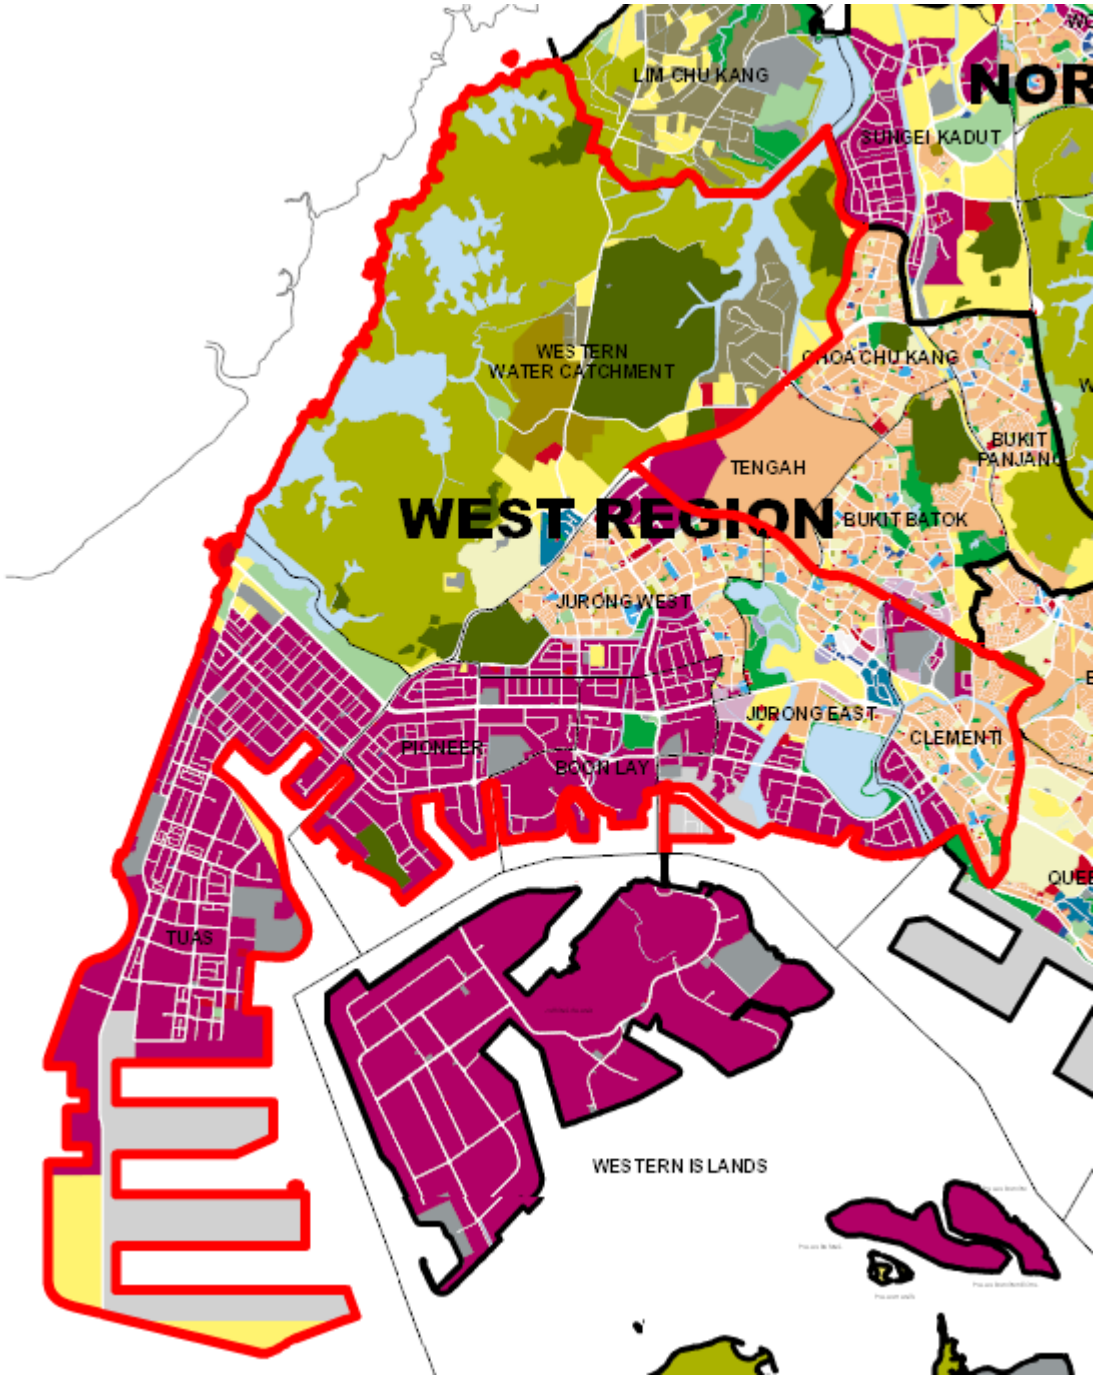 LIM CHU KANG
NOR
SUNGEI KADUT
WESTERN
WATER CATCHMENT
CHOA CHU KANG
BUKIT
PANJANG
TENGAH
WEST REGION
BUKIT BATOK
JURONG WEST
JURONG EAST
CLEMENTI
PIONEER
BOON LAY
QUEE
TUAS
WESTERN ISLANDS